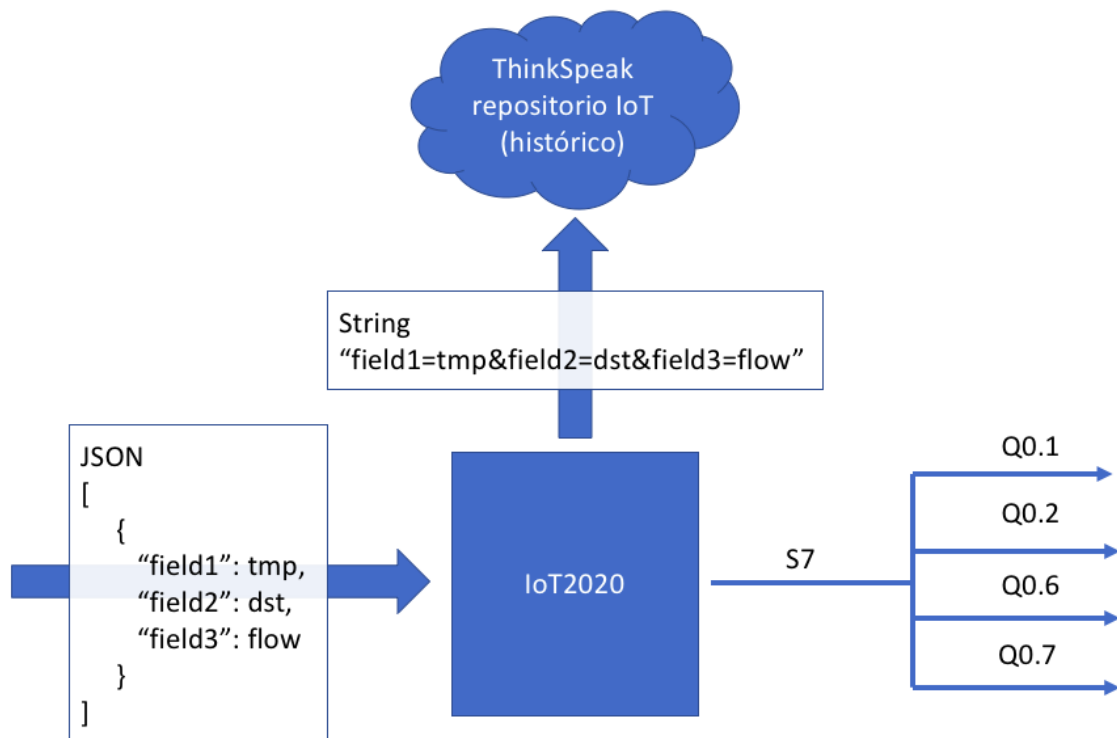 ThinkSpeak
repositorio IoT
(histórico)
String
“field1=tmp&field2=dst&field3=flow”
JSON
[
{
“field1”: tmp,
“field2”: dst,
“field3”: flow
}
]
IoT2020
S7
Q0.1
Q0.2
Q0.6
Q0.7